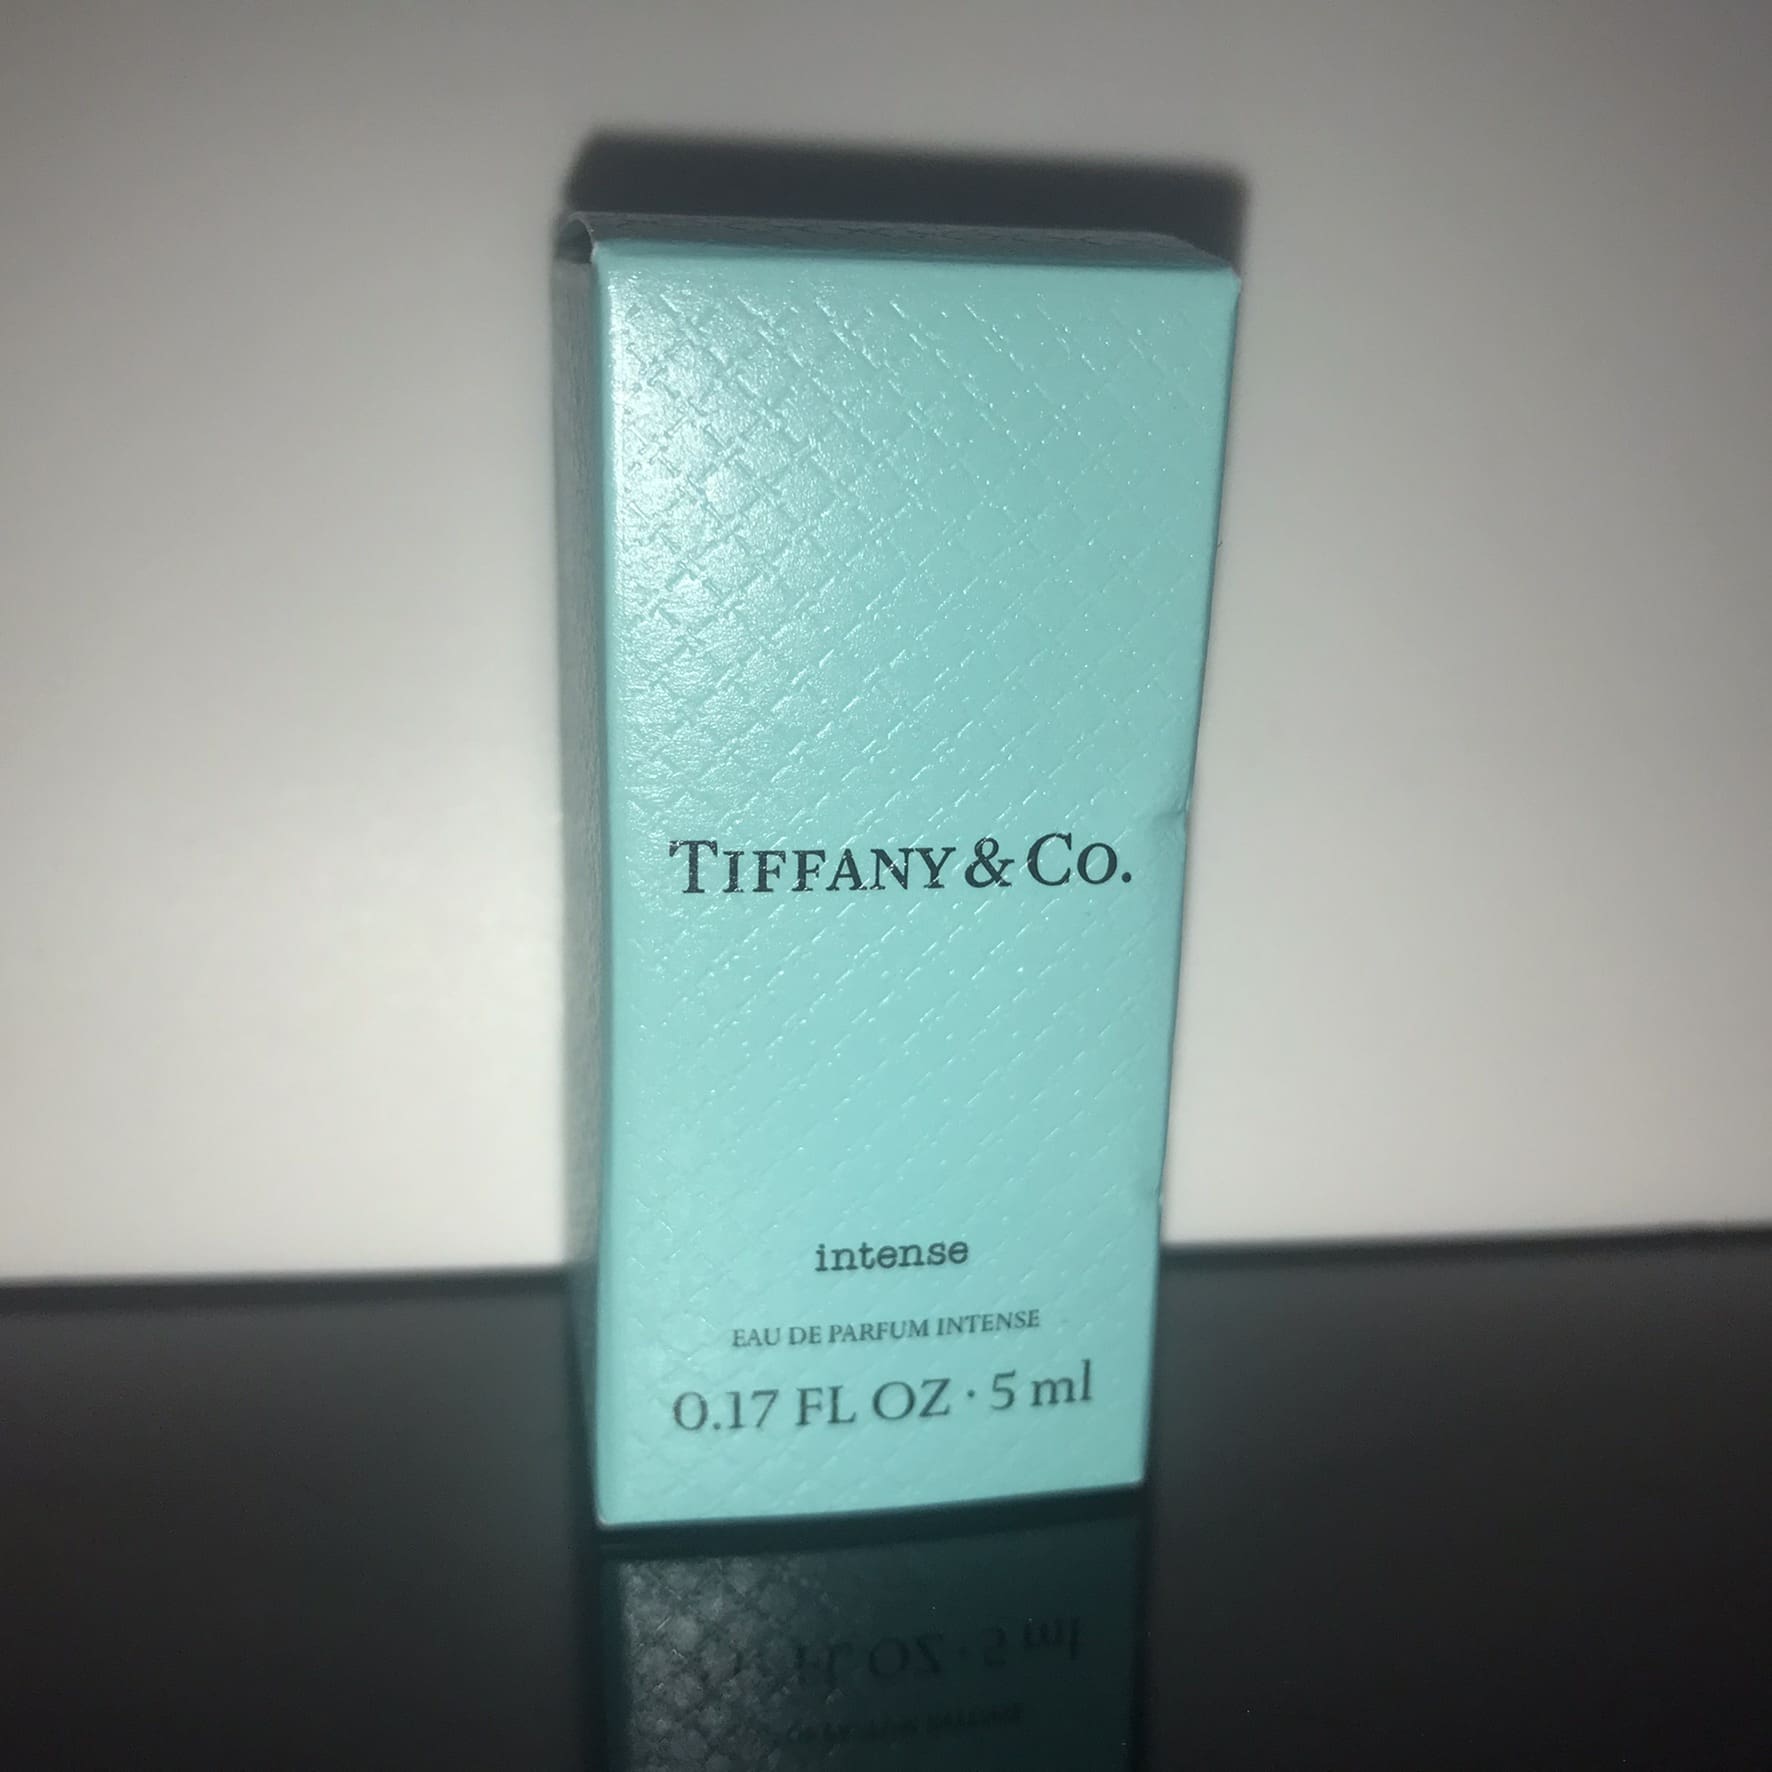 TIFFANY & CO.
intense
EAU DE PARFUM INTENSE
0.17 FL OZ · 5 ml